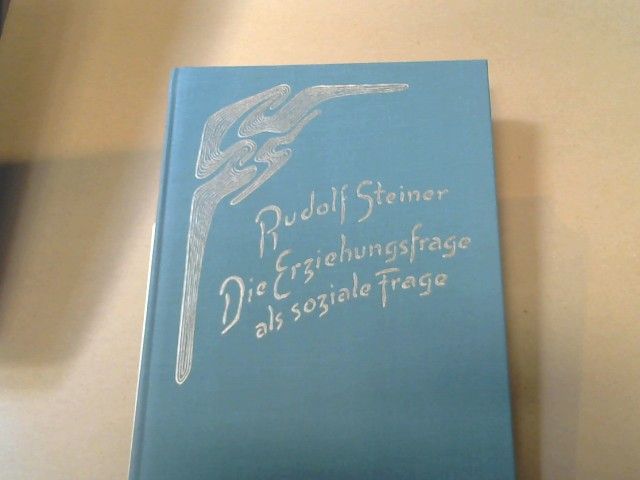 Rudolf Steiner
Die Erziehungsfrage
als soziale Frage